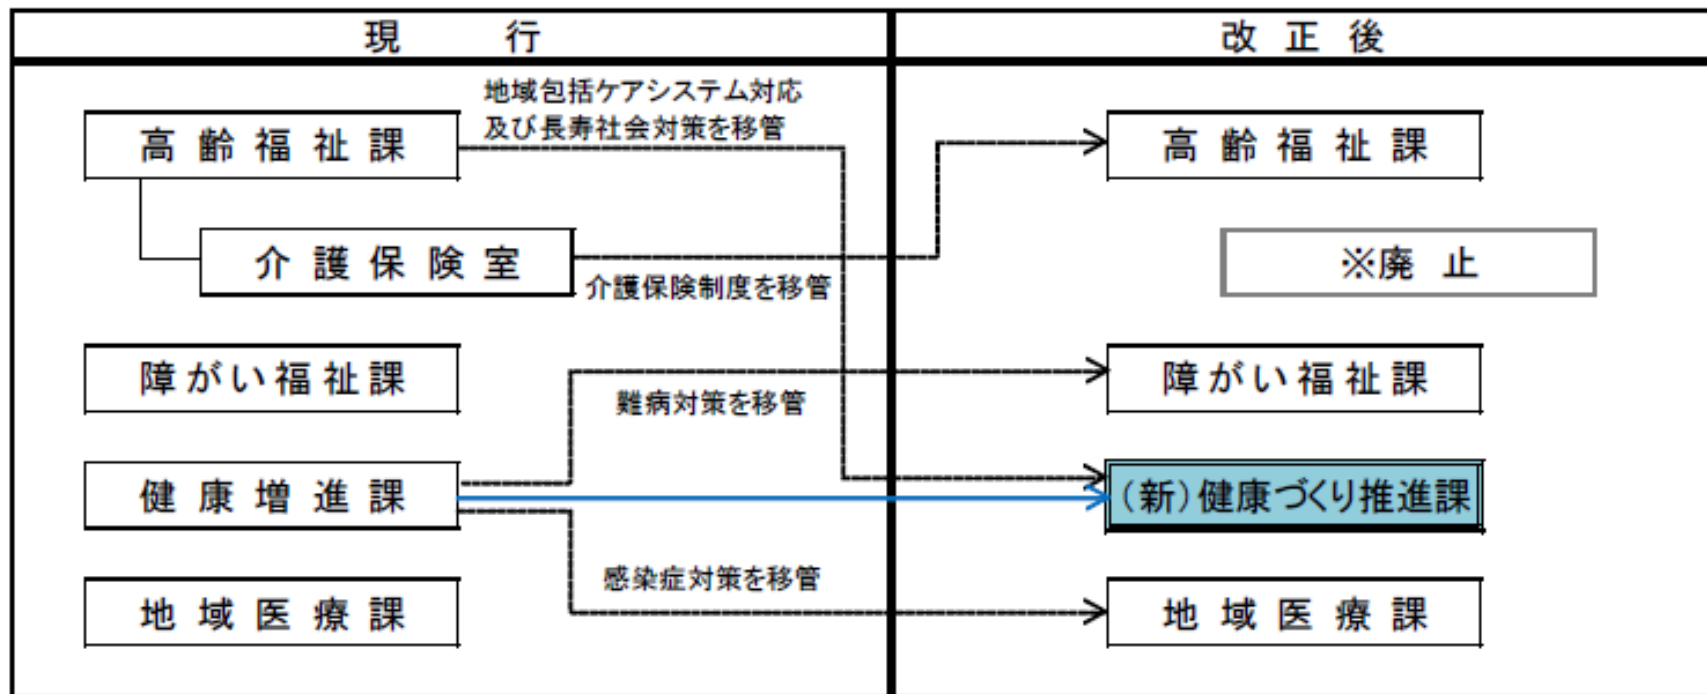 現 行
改正後
地域包括ケアシステム対応
及び長寿社会対策を移管
高齢福祉課
高齢福祉課
介護保険室
※廃止
介護保険制度を移管
障がい福祉課
障がい福祉課
難病対策を移管
健康増進課
(新)健康づくり推進課
感染症対策を移管
地域医療課
地域医療課